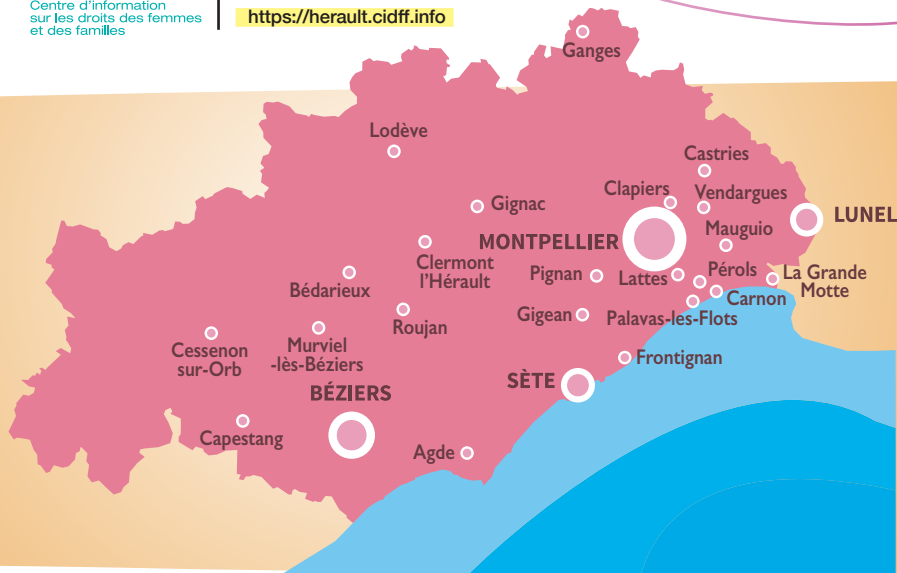 Centre d'information
sur les droits des femmes
et des familles
https://herault.cidff.info
Ganges
Lodève
Castries
Clapiers
Vendargues
Gignac
LUNEL
MONTPELLIER
Mauguio
Clermont
l'Hérault
Pignan
Lattes
Pérols
La Grande
Motte
Bédarieux
Carnon
Roujan
Gigean
Palavas-les-Flots
Cessenon
sur-Orb
Murviel
-lès-Béziers
Frontignan
SÈTE
BÉZIERS
Capestang
Agde